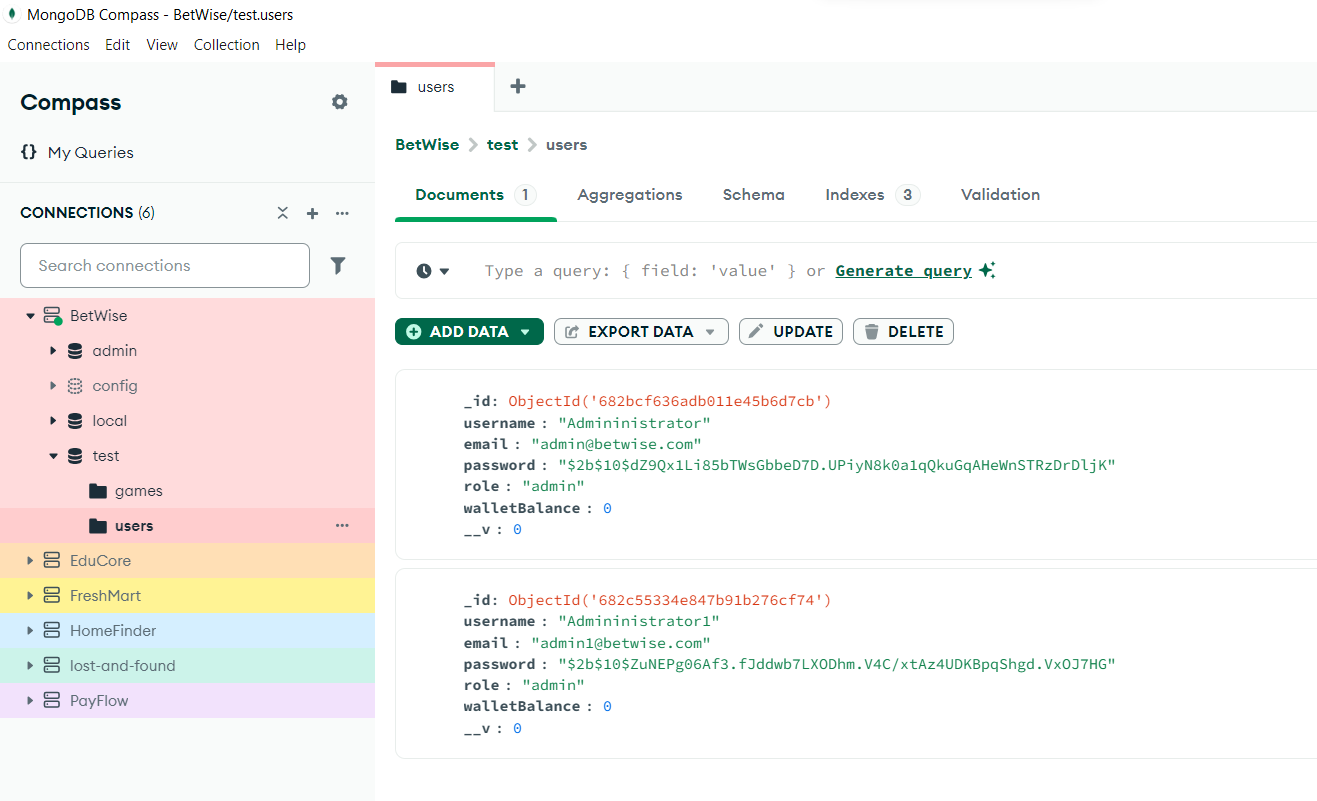 MongoDB Compass - BetWise/test.users
Connections Edit View Collection Help
Compass
{} My Queries
CONNECTIONS (6)
Search connections
BetWise
admin
config
local
test
games
users
EduCore
FreshMart
HomeFinder
lost-and-found
PayFlow
users
BetWise > test > users
Documents 1 Aggregations Schema Indexes 3 Validation
Type a query: { field: 'value' } or Generate query
ADD DATA EXPORT DATA UPDATE DELETE
_id: ObjectId('682bcf636adb011e45b6d7cb')
username : "Admininistrator"
email : "admin@betwise.com"
password : "$2b$10$dZ9Qx1Li85bTWsGbbeD7D.UPiyN8k0a1qQkuGqAHeWnSTRzDrDljK"
role : "admin"
walletBalance : 0
__v : 0
_id: ObjectId('682c55334e847b91b276cf74')
username : "Admininistrator1"
email : "admin1@betwise.com"
password : "$2b$10$ZuNEPg06Af3.fJddwb7LXODhm.V4C/xtAz4UDKBpqShgd.VxOJ7HG"
role : "admin"
walletBalance : 0
__v : 0